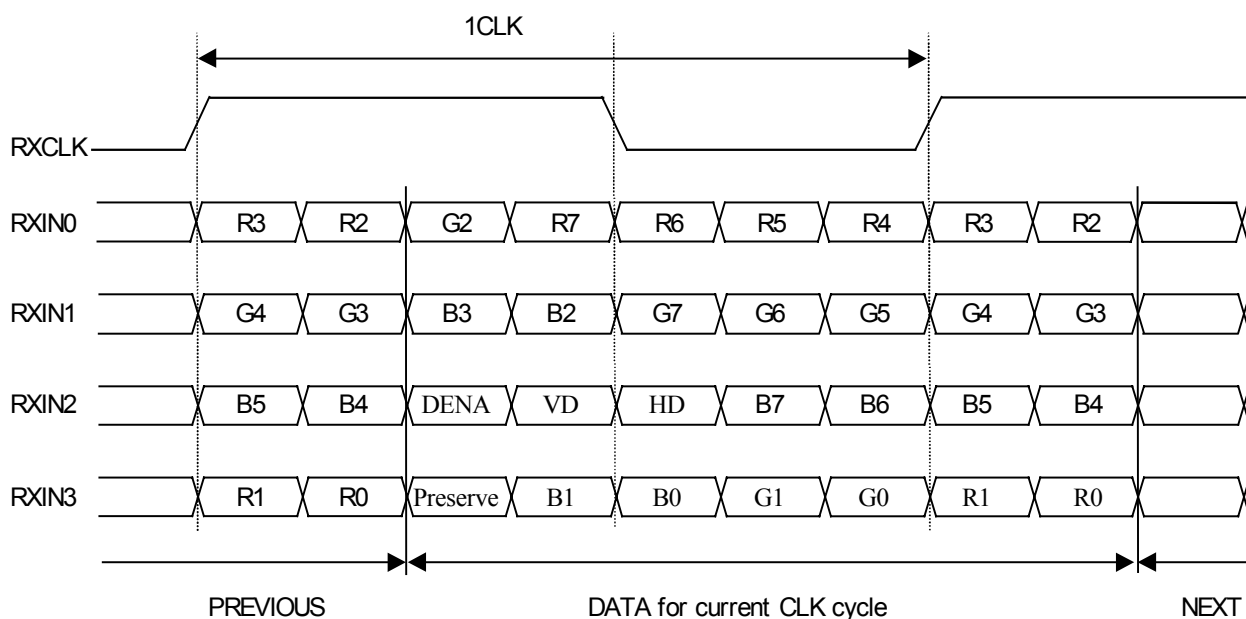 1CLK
RXCLK
RXIN0 R3 R2 G2 R7 R6 R5 R4 R3 R2
RXIN1 G4 G3 B3 B2 G7 G6 G5 G4 G3
RXIN2 B5 B4 DENA VD HD B7 B6 B5 B4
RXIN3 R1 R0 Preserve B1 B0 G1 G0 R1 R0
PREVIOUS DATA for current CLK cycle NEXT